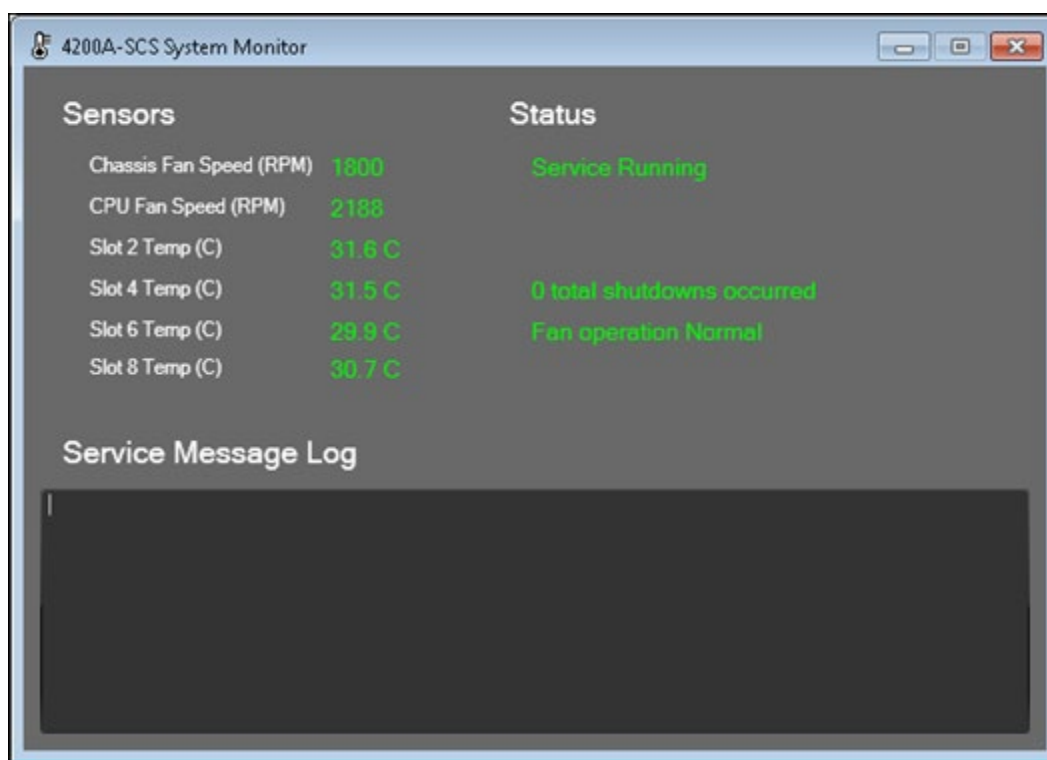 4200A-SCS System Monitor
Sensors
Status
Chassis Fan Speed (RPM) 1800
Service Running
CPU Fan Speed (RPM) 2188
Slot 2 Temp (C) 31.6 C
Slot 4 Temp (C) 31.5 C
0 total shutdowns occurred
Slot 6 Temp (C) 29.9 C
Fan operation Normal
Slot 8 Temp (C) 30.7 C
Service Message Log